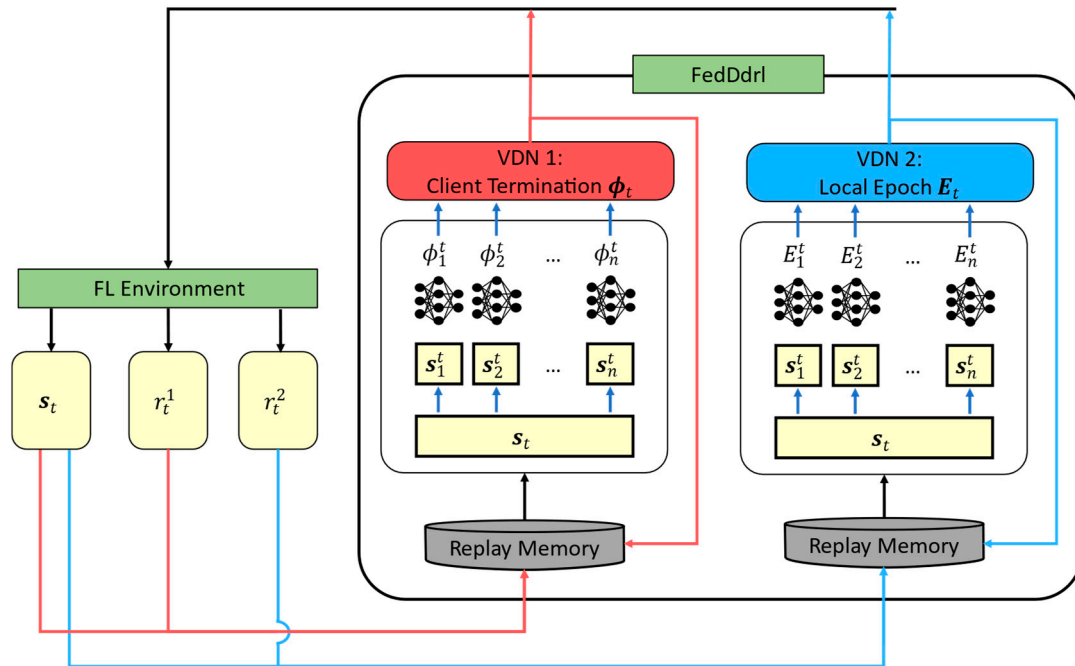 FedDdrl
VDN 1:
Client Termination ϕₜ
VDN 2:
Local Epoch Eₜ
ϕ₁ᵗ ϕ₂ᵗ ... ϕₙᵗ
E₁ᵗ E₂ᵗ ... Eₙᵗ
FL Environment
s₁ᵗ s₂ᵗ ... sₙᵗ
s₁ᵗ s₂ᵗ ... sₙᵗ
sₜ
rₜ¹
rₜ²
sₜ
sₜ
Replay Memory
Replay Memory